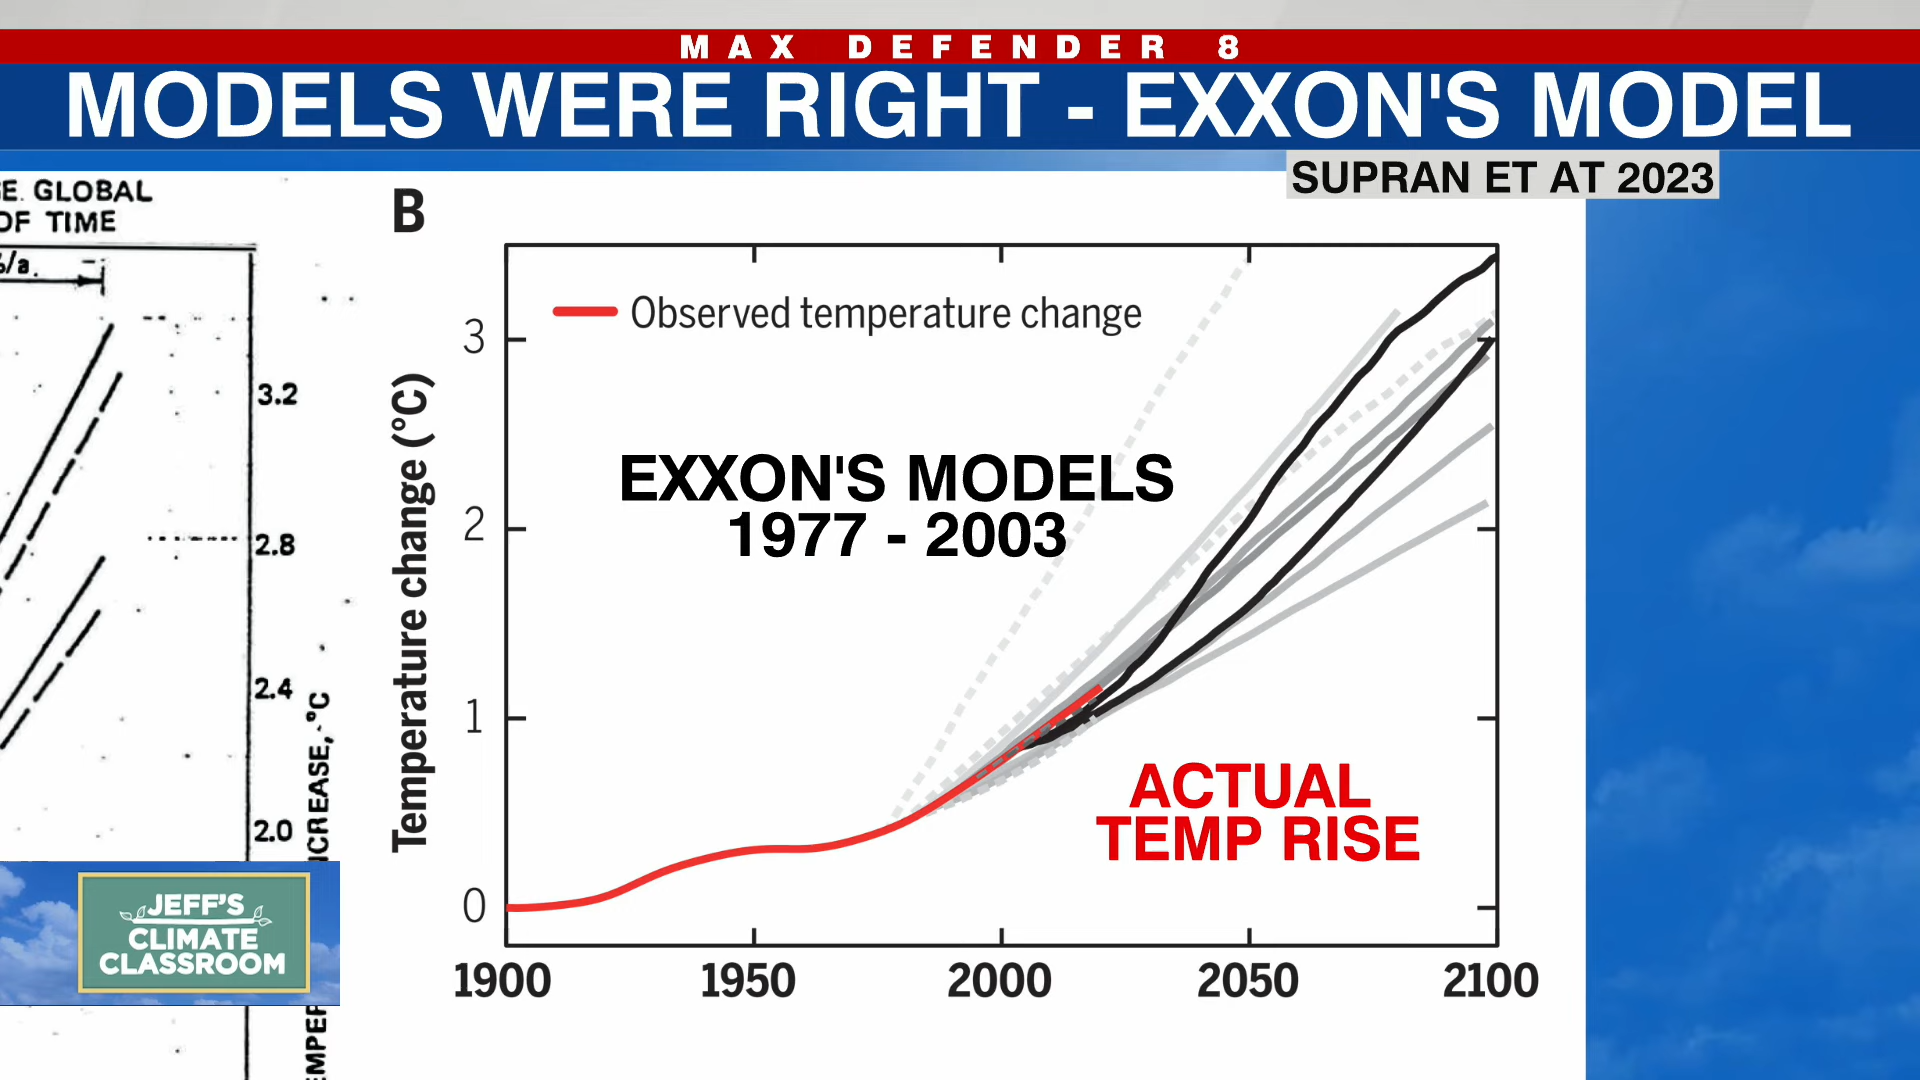 MAX DEFENDER 8
MODELS WERE RIGHT - EXXON'S MODEL
SUPRAN ET AT 2023
GLOBAL
OF TIME
%/a.
3.2
2.8
2.4
2.0
°C
B
Observed temperature change
EXXON'S MODELS
1977 - 2003
ACTUAL
TEMP RISE
Temperature change (°C)
3
2
1
0
1900 1950 2000 2050 2100
JEFF'S
CLIMATE
CLASSROOM